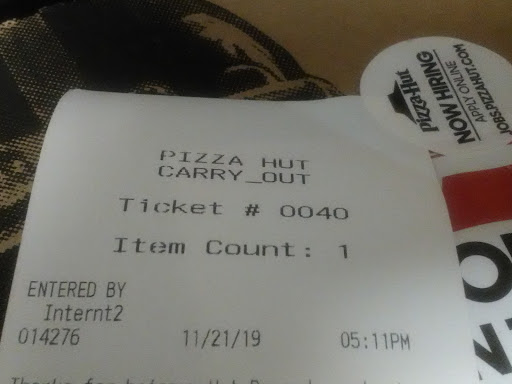 PIZZA HUT
CARRY_OUT
Ticket # 0040
Item Count: 1
ENTERED BY
Internt2
014276 11/21/19 05:11PM
Pizza Hut
NOW HIRING
APPLY ONLINE
JOBS.PIZZAHUT.COM